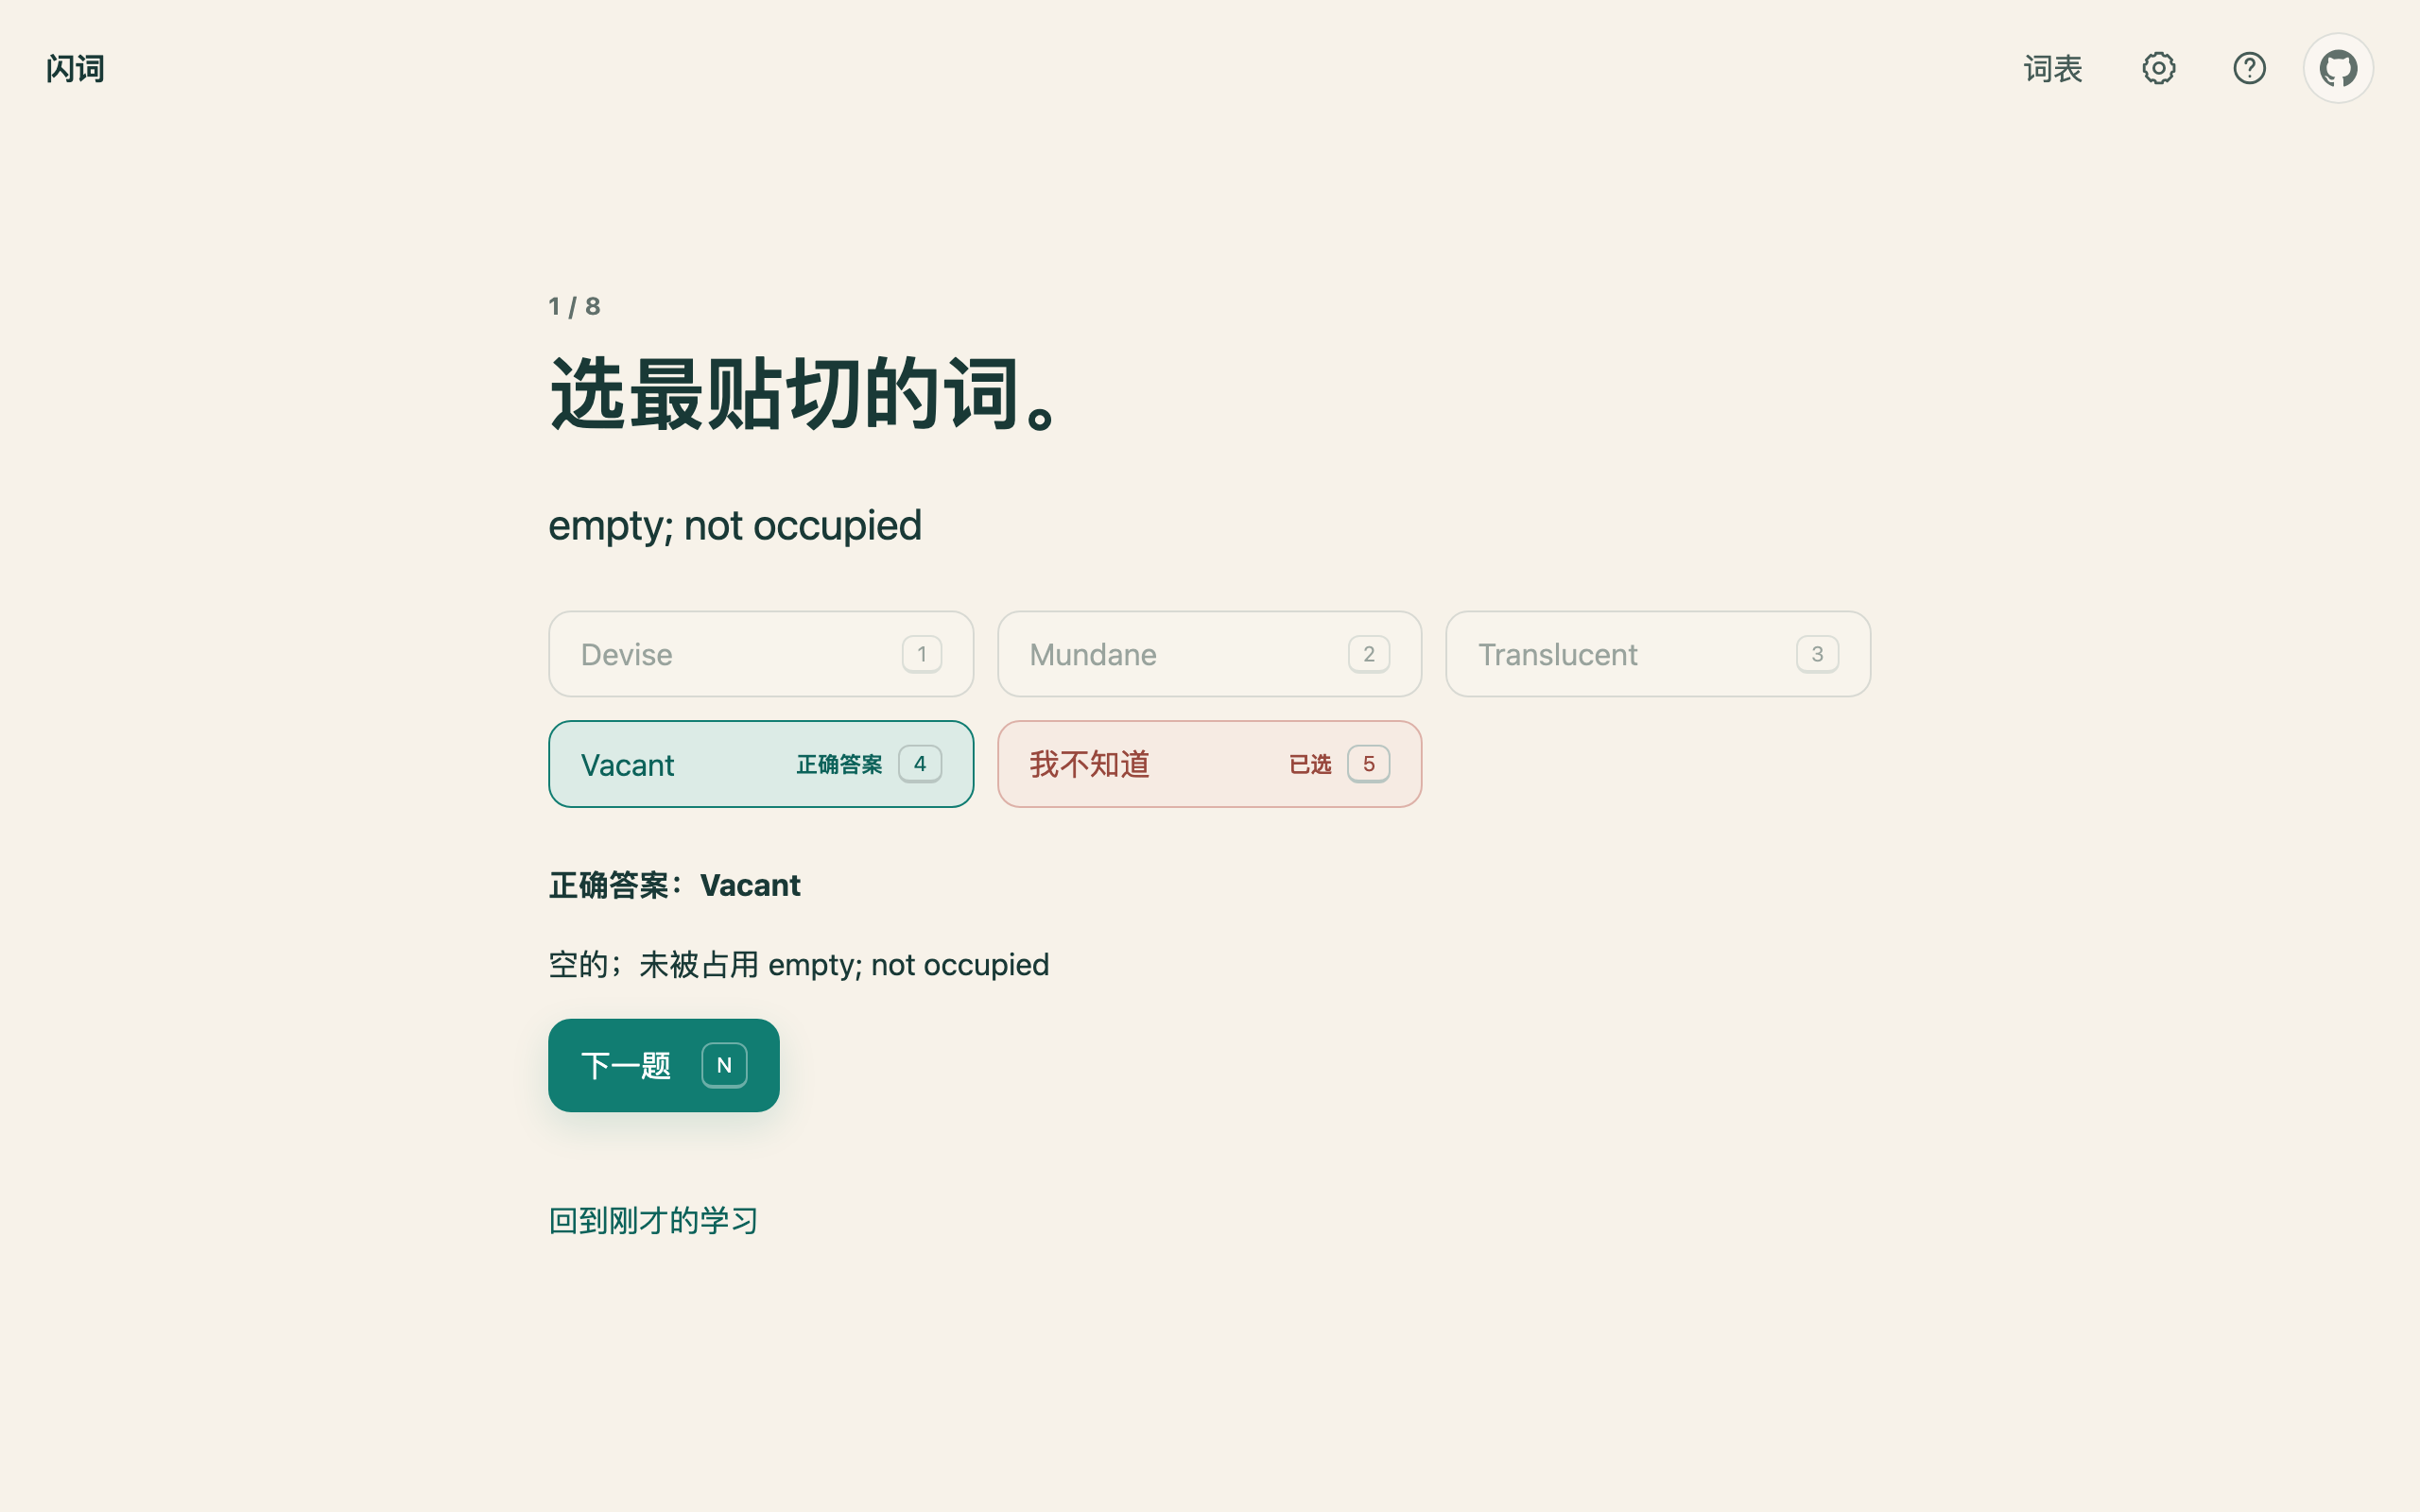 闪词
词表
1 / 8
选最贴切的词。
empty; not occupied
Devise 1
Mundane 2
Translucent 3
Vacant 正确答案 4
我不知道 已选 5
正确答案：Vacant
空的；未被占用 empty; not occupied
下一题 N
回到刚才的学习